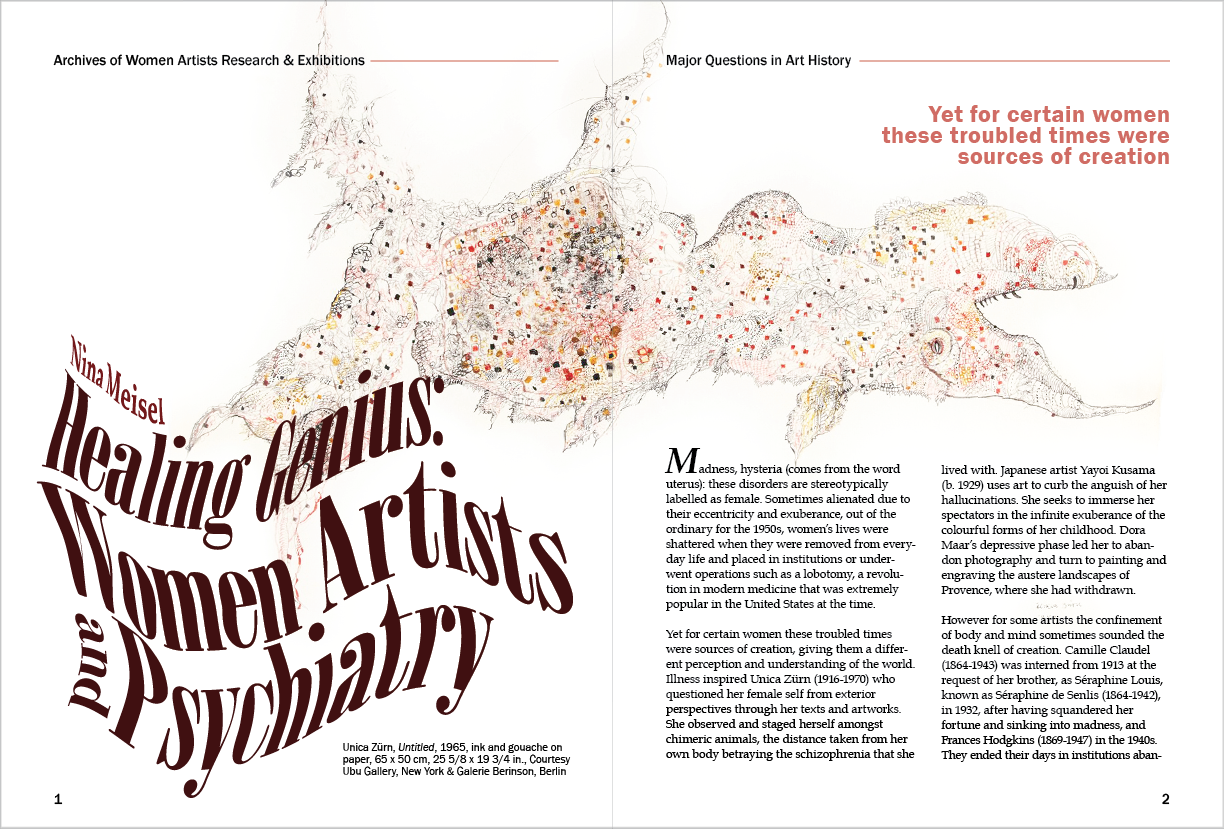 Archives of Women Artists Research & Exhibitions
Nina Meisel
Healing Genius:
Women Artists
and
Psychiatry
Unica Zürn, Untitled, 1965, ink and gouache on
paper, 65 x 50 cm, 25 5/8 x 19 3/4 in., Courtesy
Ubu Gallery, New York & Galerie Berinson, Berlin
1
Major Questions in Art History
Yet for certain women
these troubled times were
sources of creation
Madness, hysteria (comes from the word
uterus): these disorders are stereotypically
labelled as female. Sometimes alienated due to
their eccentricity and exuberance, out of the
ordinary for the 1950s, women’s lives were
shattered when they were removed from every-
day life and placed in institutions or under-
went operations such as a lobotomy, a revolu-
tion in modern medicine that was extremely
popular in the United States at the time.
Yet for certain women these troubled times
were sources of creation, giving them a differ-
ent perception and understanding of the world.
Illness inspired Unica Zürn (1916-1970) who
questioned her female self from exterior
perspectives through her texts and artworks.
She observed and staged herself amongst
chimeric animals, the distance taken from her
own body betraying the schizophrenia that she
lived with. Japanese artist Yayoi Kusama
(b. 1929) uses art to curb the anguish of her
hallucinations. She seeks to immerse her
spectators in the infinite exuberance of the
colourful forms of her childhood. Dora
Maar’s depressive phase led her to aban-
don photography and turn to painting and
engraving the austere landscapes of
Provence, where she had withdrawn.
However for some artists the confinement
of body and mind sometimes sounded the
death knell of creation. Camille Claudel
(1864-1943) was interned from 1913 at the
request of her brother, as Séraphine Louis,
known as Séraphine de Senlis (1864-1942),
in 1932, after having squandered her
fortune and sinking into madness, and
Frances Hodgkins (1869-1947) in the 1940s.
They ended their days in institutions aban-
2